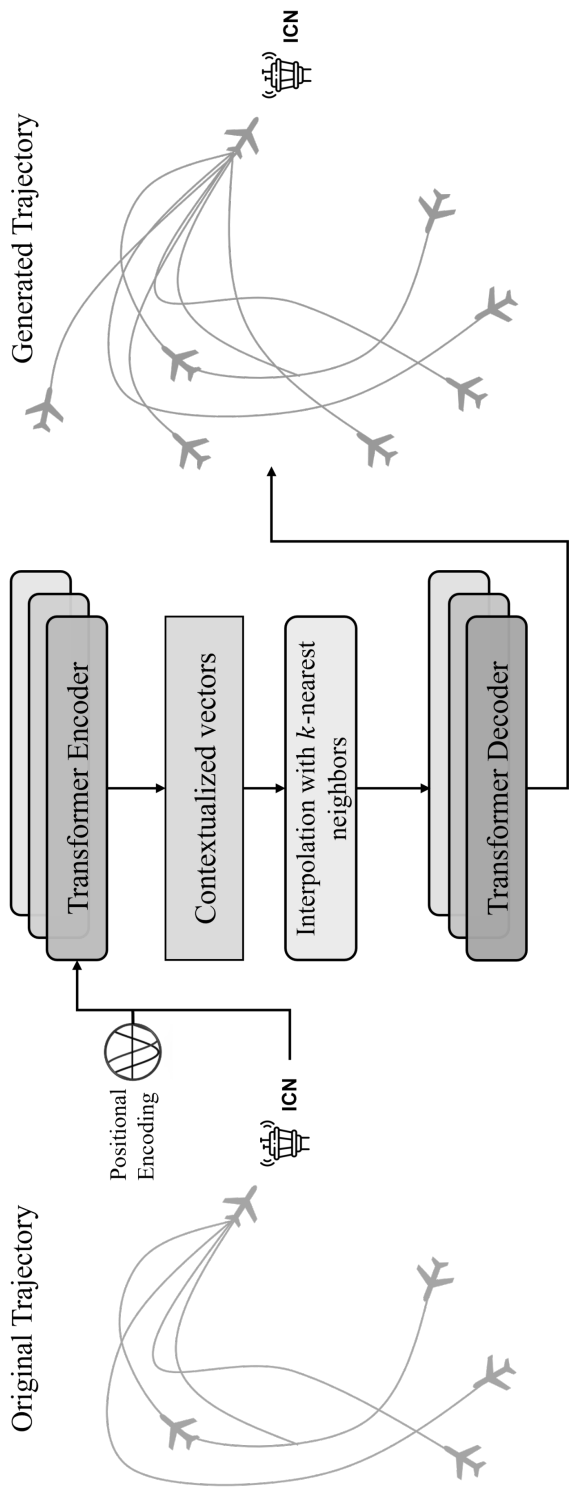 Original Trajectory
ICN
Positional
Encoding
Transformer Encoder
Contextualized vectors
Interpolation with k-nearest
neighbors
Transformer Decoder
Generated Trajectory
ICN